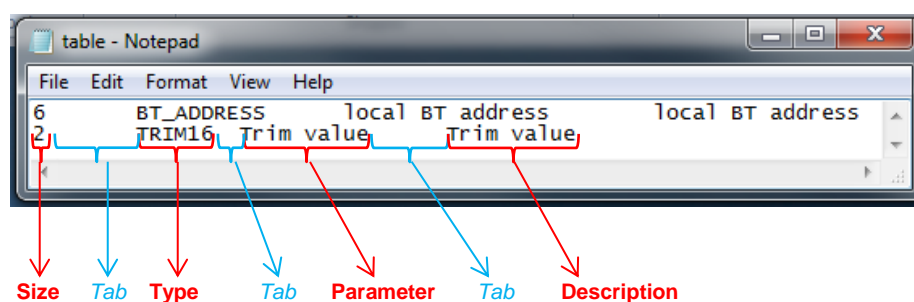 table - Notepad
File Edit Format View Help
6 BT_ADDRESS local BT address local BT address
2 TRIM16 Trim value Trim value
Size Tab Type Tab Parameter Tab Description